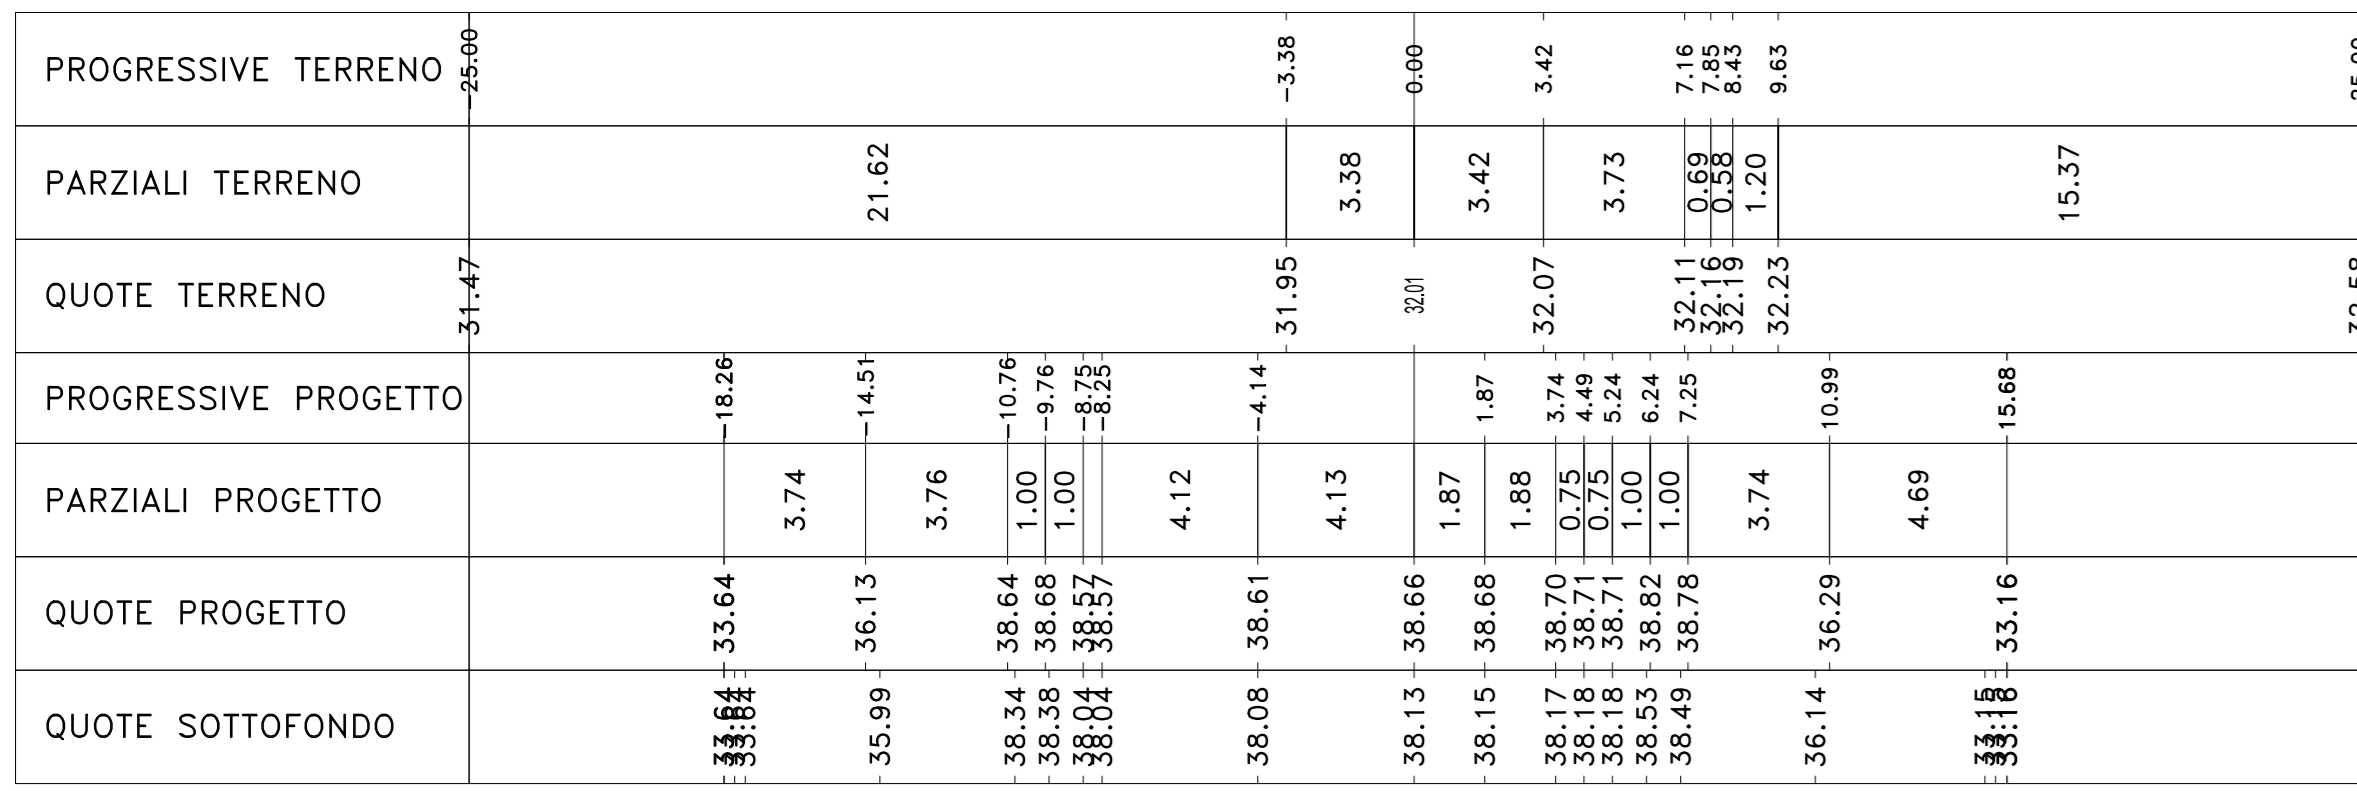 PROGRESSIVE TERRENO -25.00 -3.38 0.00 3.42 7.16 7.85 8.43 9.63
PARZIALI TERRENO 21.62 3.38 3.42 3.73 0.69 0.58 1.20 15.37
QUOTE TERRENO 31.47 31.95 32.01 32.07 32.11 32.16 32.19 32.23
PROGRESSIVE PROGETTO -18.26 -14.51 -10.76 -9.76 -8.75 -8.25 -4.14 1.87 3.74 4.49 5.24 6.24 7.25 10.99 15.68
PARZIALI PROGETTO 3.74 3.76 1.00 1.00 4.12 4.13 1.87 1.88 0.75 0.75 1.00 1.00 3.74 4.69
QUOTE PROGETTO 33.64 36.13 38.64 38.68 38.57 38.57 38.61 38.66 38.68 38.70 38.71 38.71 38.82 38.78 36.29 33.16
QUOTE SOTTOFONDO 33.64 35.99 38.34 38.38 38.04 38.04 38.08 38.13 38.15 38.17 38.18 38.18 38.53 38.49 36.14 33.16